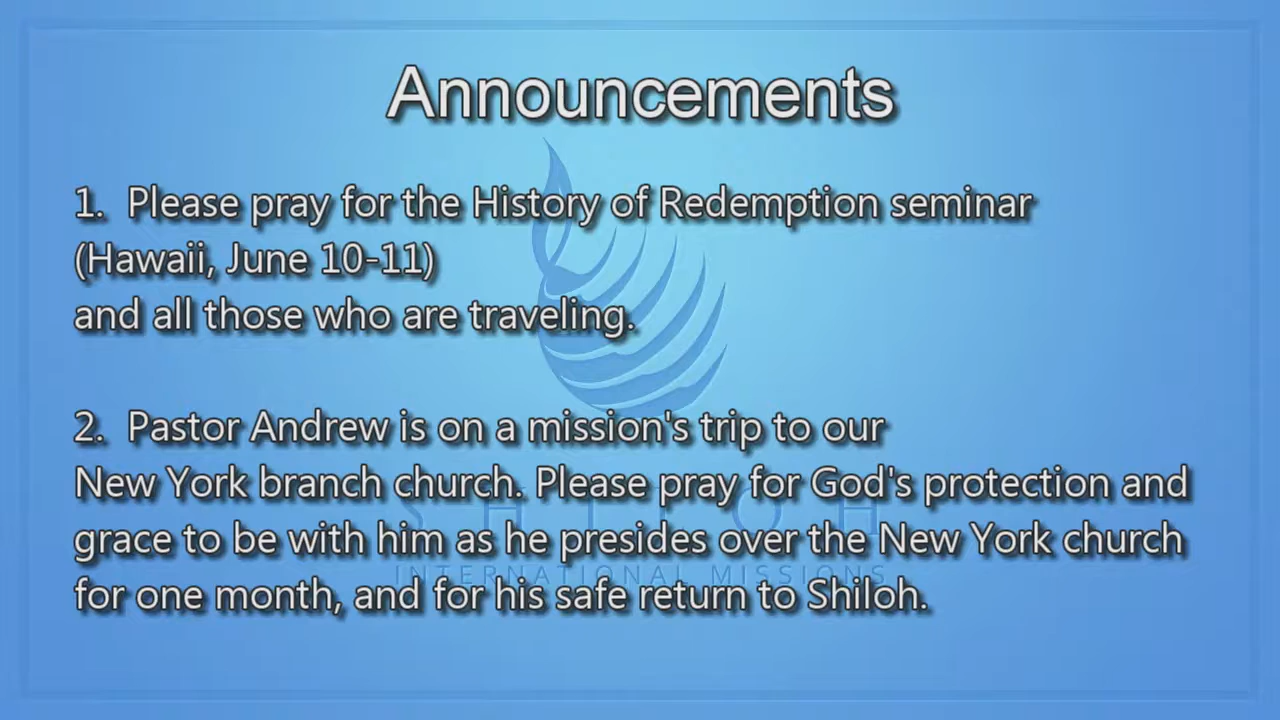 Announcements
1. Please pray for the History of Redemption seminar
(Hawaii, June 10-11)
and all those who are traveling.
2. Pastor Andrew is on a mission's trip to our
New York branch church. Please pray for God's protection and
grace to be with him as he presides over the New York church
for one month, and for his safe return to Shiloh.
SHILOH
INTERNATIONAL MISSIONS